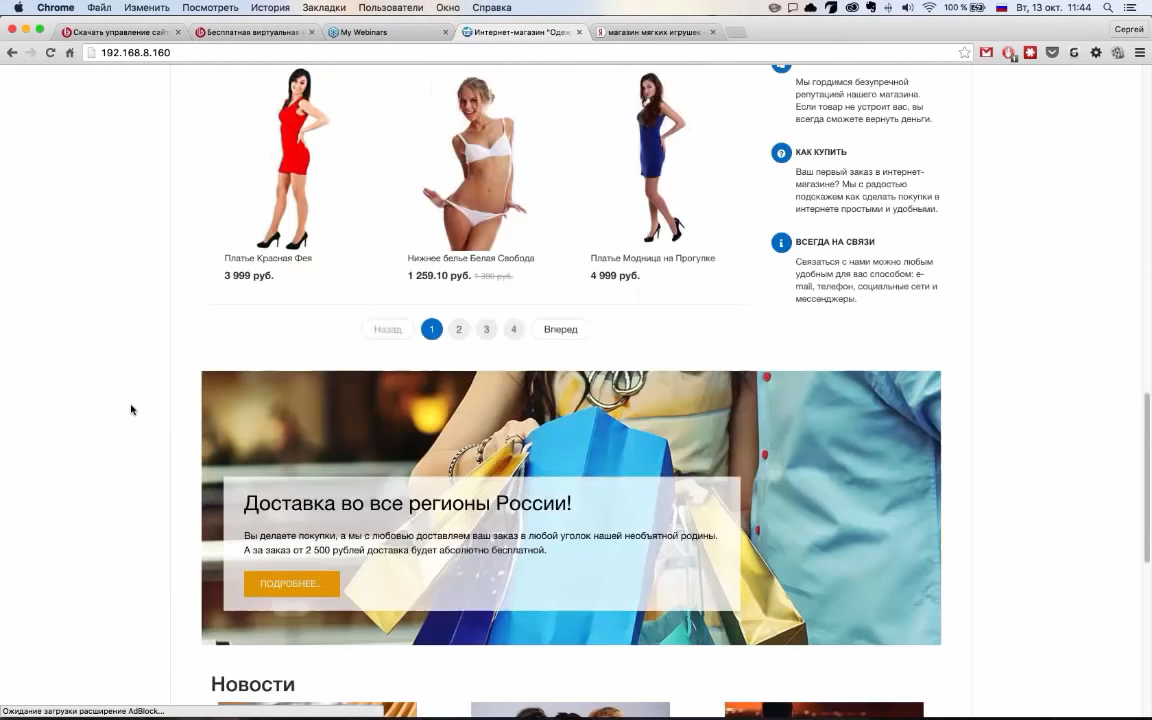 Chrome Файл Изменить Посмотреть История Закладки Пользователи Окно Справка 100 % Вт, 13 окт. 11:44
Скачать управление сайт Бесплатная виртуальная My Webinars Интернет-магазин "Одеж магазин мягких игрушек Сергей
192.168.8.160
Мы гордимся безупречной
репутацией нашего магазина.
Если товар не устроит вас, вы
всегда сможете вернуть деньги.
КАК КУПИТЬ
Ваш первый заказ в интернет-
магазине? Мы с радостью
подскажем как сделать покупки в
интернете простыми и удобными.
ВСЕГДА НА СВЯЗИ
Связаться с нами можно любым
удобным для вас способом: e-
mail, телефон, социальные сети и
мессенджеры.
Платье Красная Фея Нижнее белье Белая Свобода Платье Модница на Прогулке
3 999 руб. 1 259.10 руб. 1 399 руб. 4 999 руб.
Назад 1 2 3 4 Вперед
Доставка во все регионы России!
Вы делаете покупки, а мы с любовью доставляем ваш заказ в любой уголок нашей необъятной родины.
А за заказ от 2 500 рублей доставка будет абсолютно бесплатной.
ПОДРОБНЕЕ...
Новости
Ожидание загрузки расширение AdBlock...